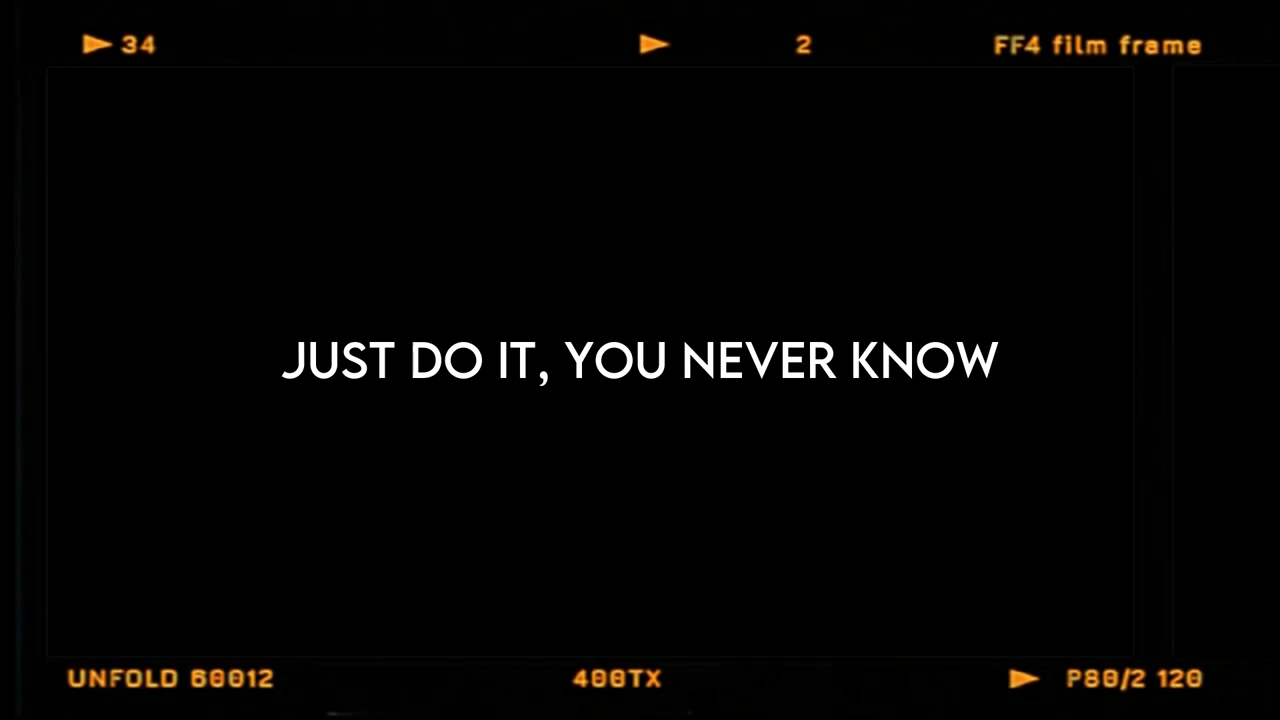 ▶ 34 ▶ 2 FF4 film frame
JUST DO IT, YOU NEVER KNOW
UNFOLD 60012 400TX ▶ P80/2 120